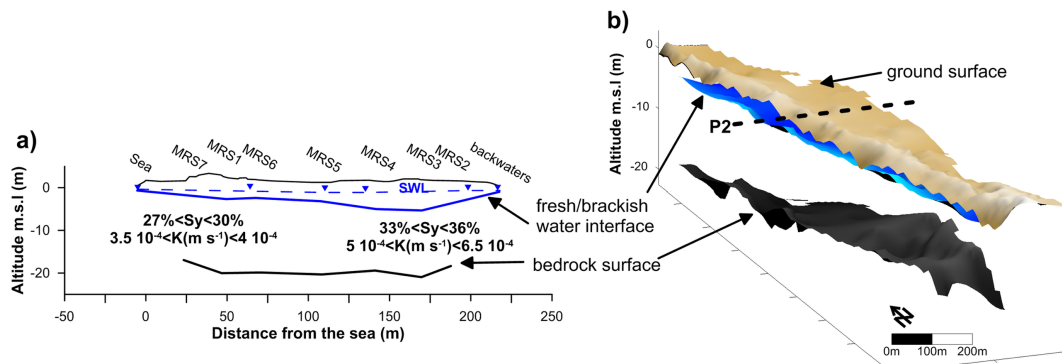 a)
Altitude m.s.l (m)
0
-10
-20
-50
0
50
100
150
200
250
Distance from the sea (m)
Sea
MRS7
MRS1
MRS6
MRS5
MRS4
MRS3
MRS2
backwaters
SWL
27%<Sy<30%
3.5 10-4<K(m s-1)<4 10-4
33%<Sy<36%
5 10-4<K(m s-1)<6.5 10-4
fresh/brackish
water interface
bedrock surface
b)
Altitude m.s.l (m)
0
-10
-20
ground surface
P2
N
0m
100m
200m